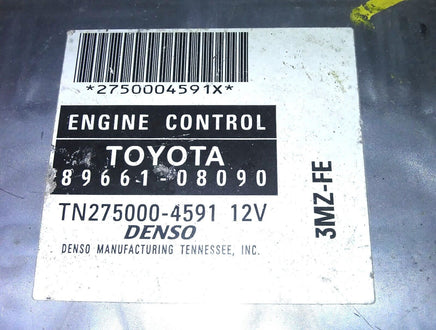 *2750004591X*
ENGINE CONTROL
TOYOTA
89661-08090
TN275000-4591 12V
DENSO
DENSO MANUFACTURING TENNESSEE, INC.
3MZ-FE